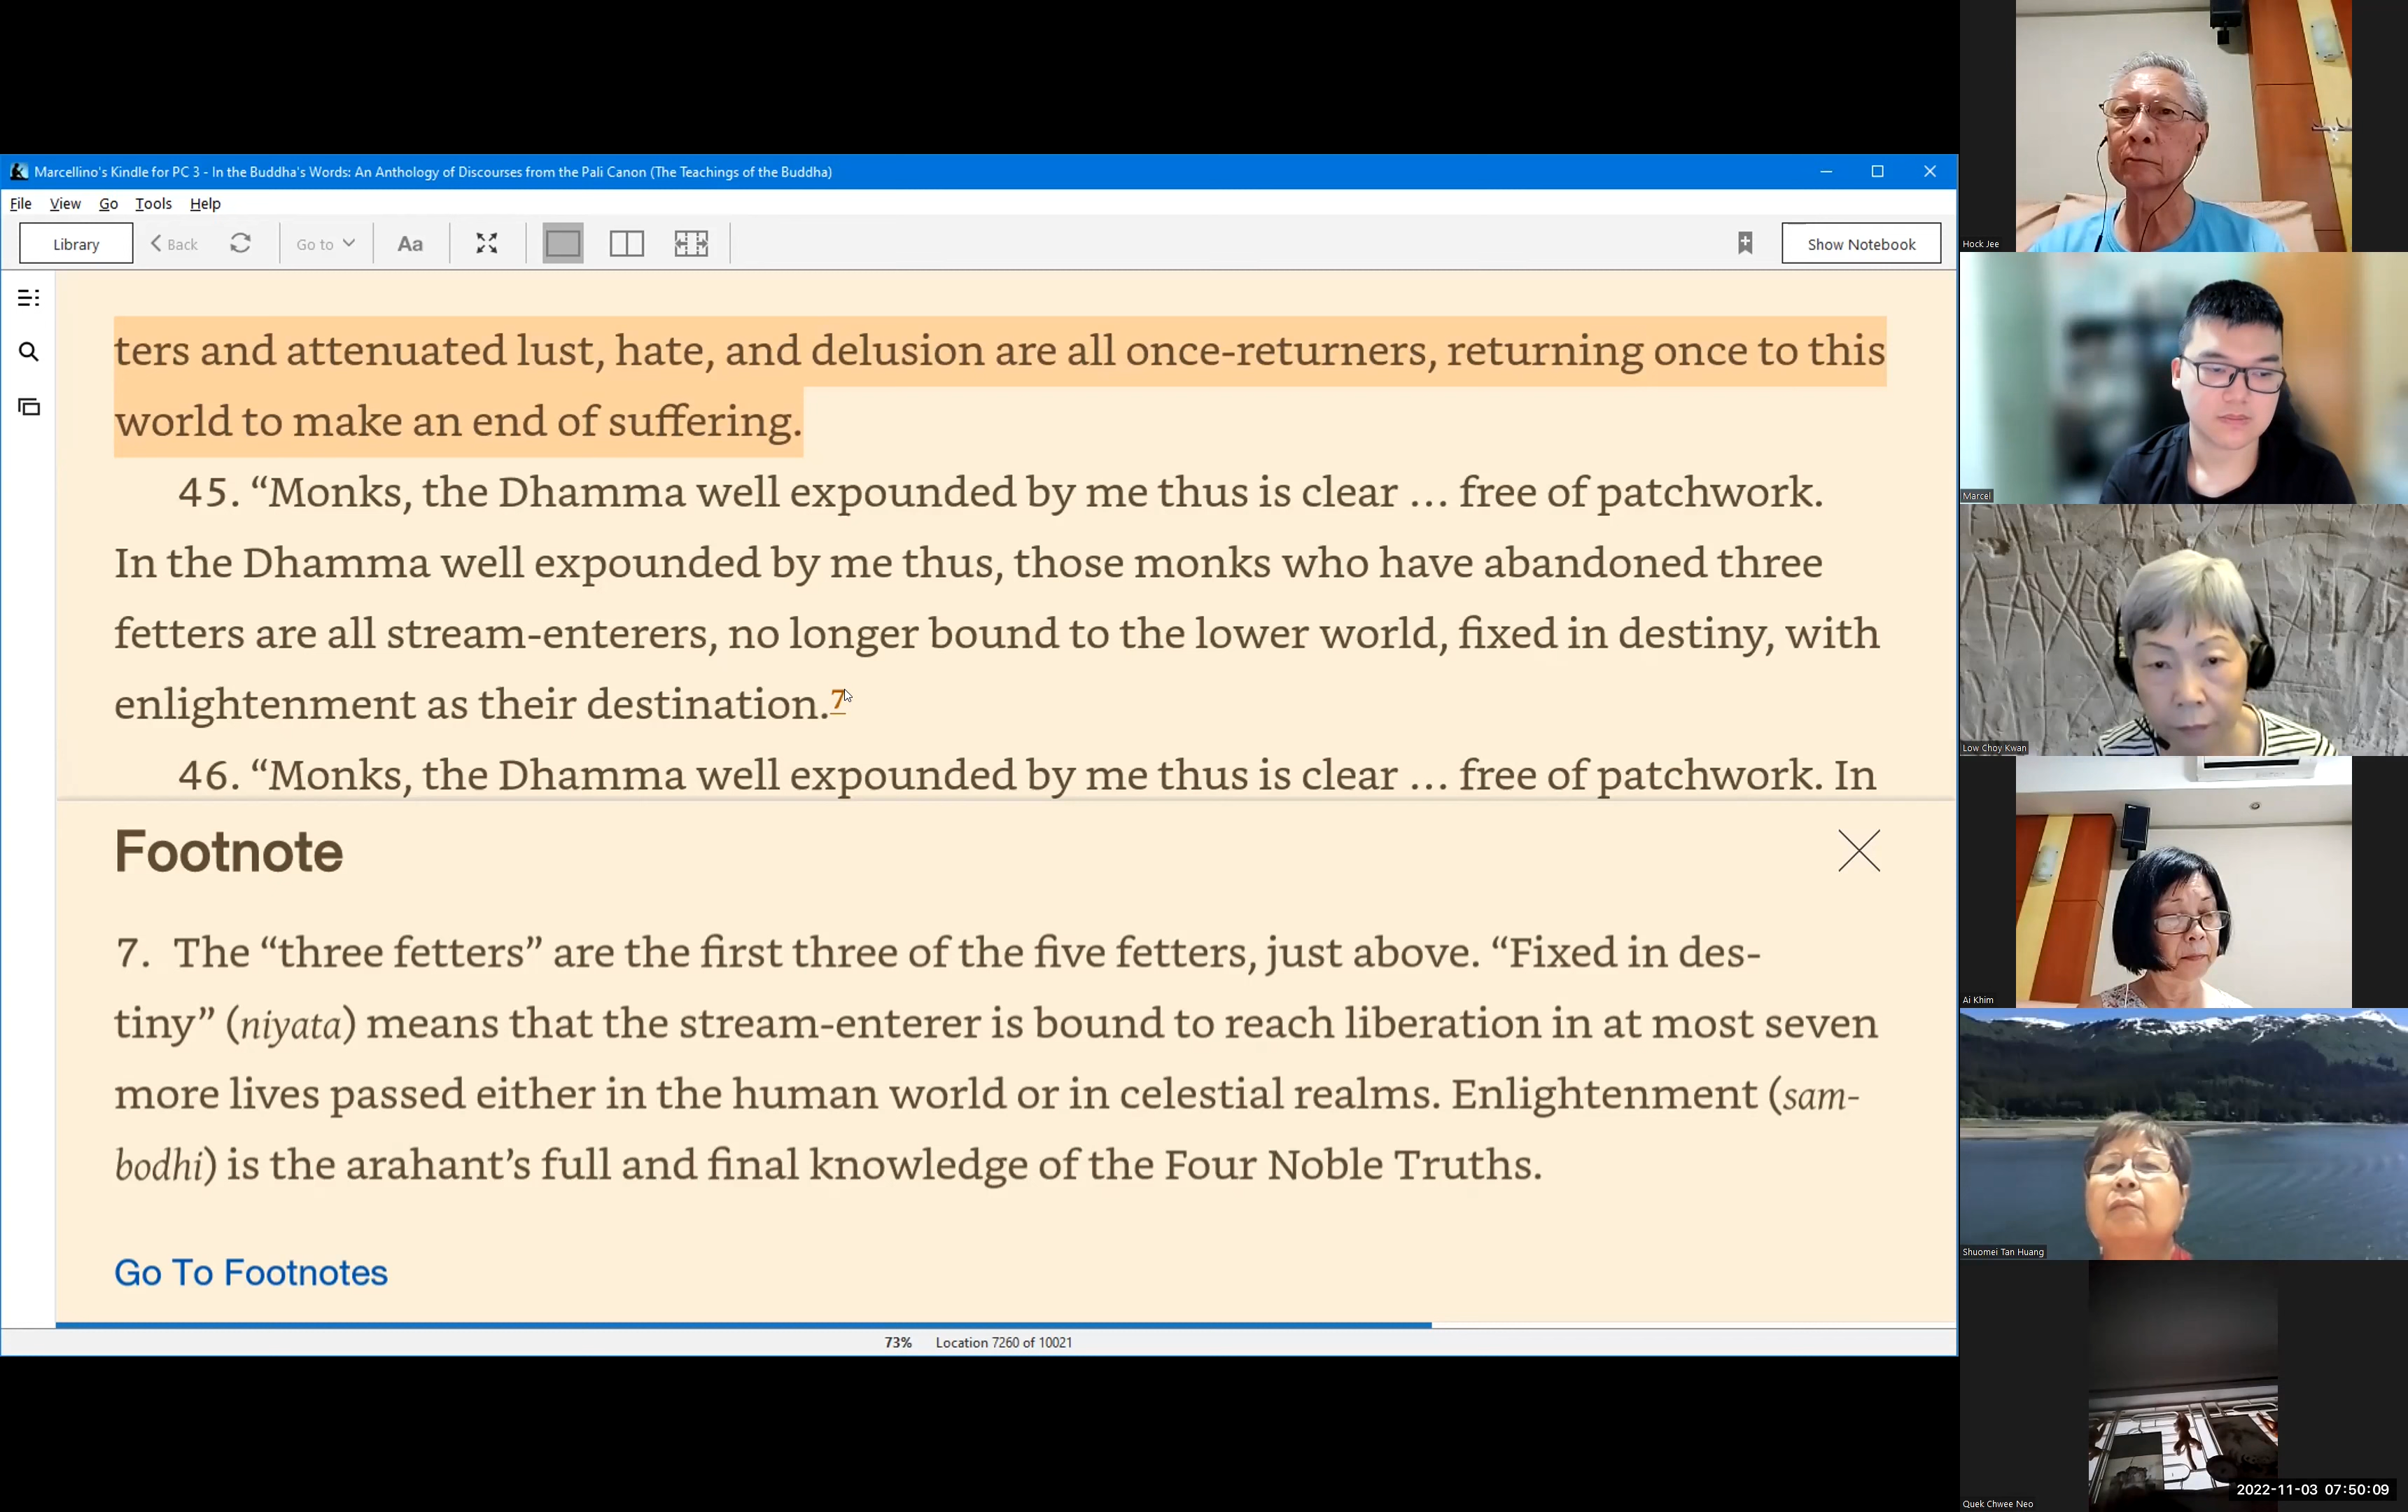 Marcellino's Kindle for PC 3 - In the Buddha's Words: An Anthology of Discourses from the Pali Canon (The Teachings of the Buddha)
File View Go Tools Help
Library Back Go to Aa Show Notebook
ters and attenuated lust, hate, and delusion are all once-returners, returning once to this
world to make an end of suffering.
45. “Monks, the Dhamma well expounded by me thus is clear … free of patchwork.
In the Dhamma well expounded by me thus, those monks who have abandoned three
fetters are all stream-enterers, no longer bound to the lower world, fixed in destiny, with
enlightenment as their destination.7
46. “Monks, the Dhamma well expounded by me thus is clear … free of patchwork. In
Footnote
7. The “three fetters” are the first three of the five fetters, just above. “Fixed in des-
tiny” (niyata) means that the stream-enterer is bound to reach liberation in at most seven
more lives passed either in the human world or in celestial realms. Enlightenment (sam-
bodhi) is the arahant’s full and final knowledge of the Four Noble Truths.
Go To Footnotes
73% Location 7260 of 10021
Hock Jee
Marcel
Low Choy Kwan
Ai Khim
Shuomei Tan Huang
Quek Chwee Neo
2022-11-03 07:50:09